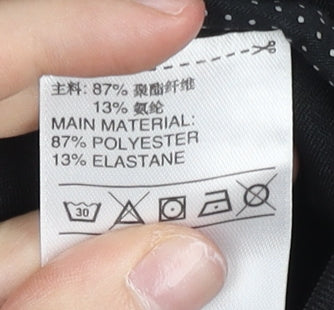 主料: 87% 聚酯纤维
13% 氨纶
MAIN MATERIAL:
87% POLYESTER
13% ELASTANE
30